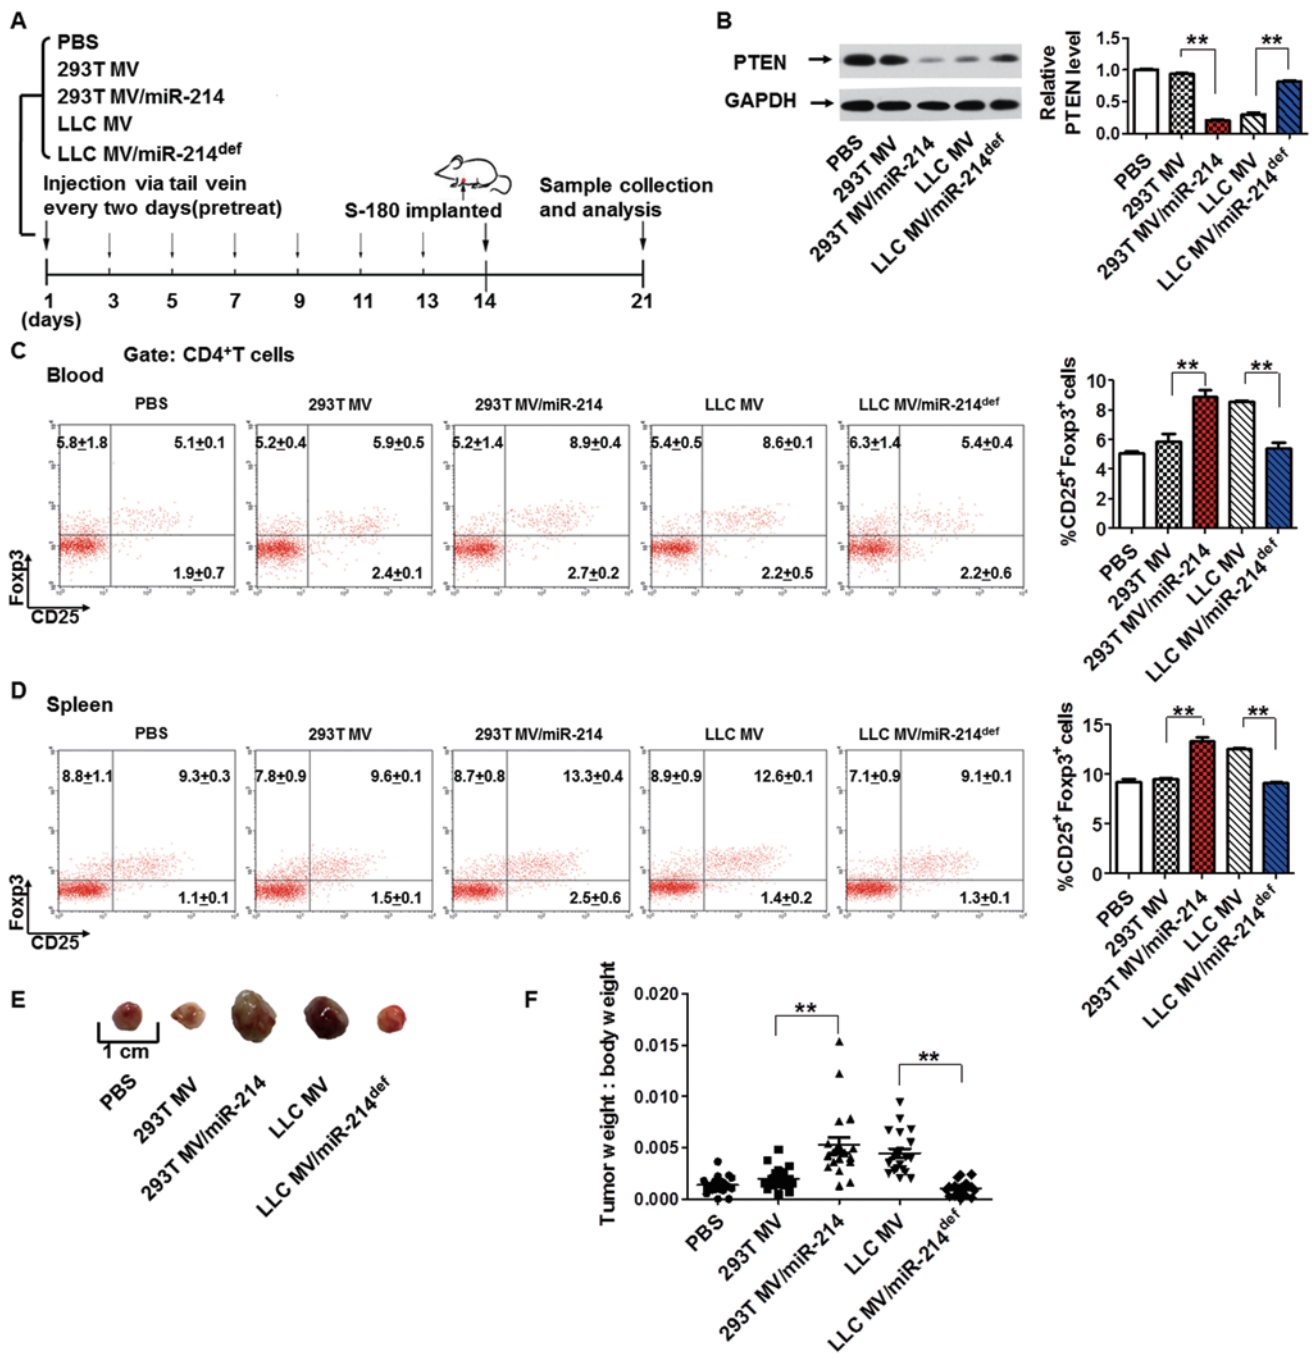 A
PBS
293T MV
293T MV/miR-214
LLC MV
LLC MV/miR-214def
Injection via tail vein
every two days(pretreat)
S-180 implanted
Sample collection
and analysis
1 3 5 7 9 11 13 14 21
(days)
B
PTEN
GAPDH
PBS
293T MV
293T MV/miR-214
LLC MV
LLC MV/miR-214def
Relative
PTEN level
1.5
1.0
0.5
0.0
** **
PBS
293T MV
293T MV/miR-214
LLC MV
LLC MV/miR-214def
C
Gate: CD4+T cells
Blood
PBS 293T MV 293T MV/miR-214 LLC MV LLC MV/miR-214def
5.8±1.8 5.1±0.1 5.2±0.4 5.9±0.5 5.2±1.4 8.9±0.4 5.4±0.5 8.6±0.1 6.3±1.4 5.4±0.4
1.9±0.7 2.4±0.1 2.7±0.2 2.2±0.5 2.2±0.6
Foxp3
CD25
%CD25+Foxp3+ cells
10
8
6
4
2
0
** **
PBS
293T MV
293T MV/miR-214
LLC MV
LLC MV/miR-214def
D
Spleen
PBS 293T MV 293T MV/miR-214 LLC MV LLC MV/miR-214def
8.8±1.1 9.3±0.3 7.8±0.9 9.6±0.1 8.7±0.8 13.3±0.4 8.9±0.9 12.6±0.1 7.1±0.9 9.1±0.1
1.1±0.1 1.5±0.1 2.5±0.6 1.4±0.2 1.3±0.1
Foxp3
CD25
%CD25+Foxp3+ cells
15
10
5
0
** **
PBS
293T MV
293T MV/miR-214
LLC MV
LLC MV/miR-214def
E
1 cm
PBS
293T MV
293T MV/miR-214
LLC MV
LLC MV/miR-214def
F
Tumor weight : body weight
0.020
0.015
0.010
0.005
0.000
** **
PBS
293T MV
293T MV/miR-214
LLC MV
LLC MV/miR-214def